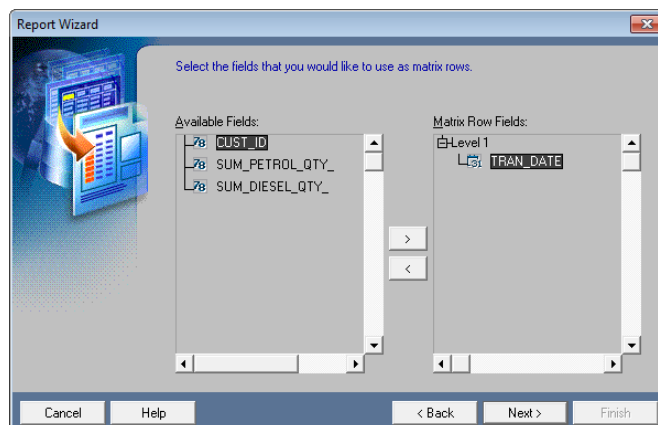 Report Wizard
Select the fields that you would like to use as matrix rows.
Available Fields:
CUST_ID
SUM_PETROL_QTY_
SUM_DIESEL_QTY_
>
<
Matrix Row Fields:
Level 1
TRAN_DATE
Cancel Help < Back Next > Finish